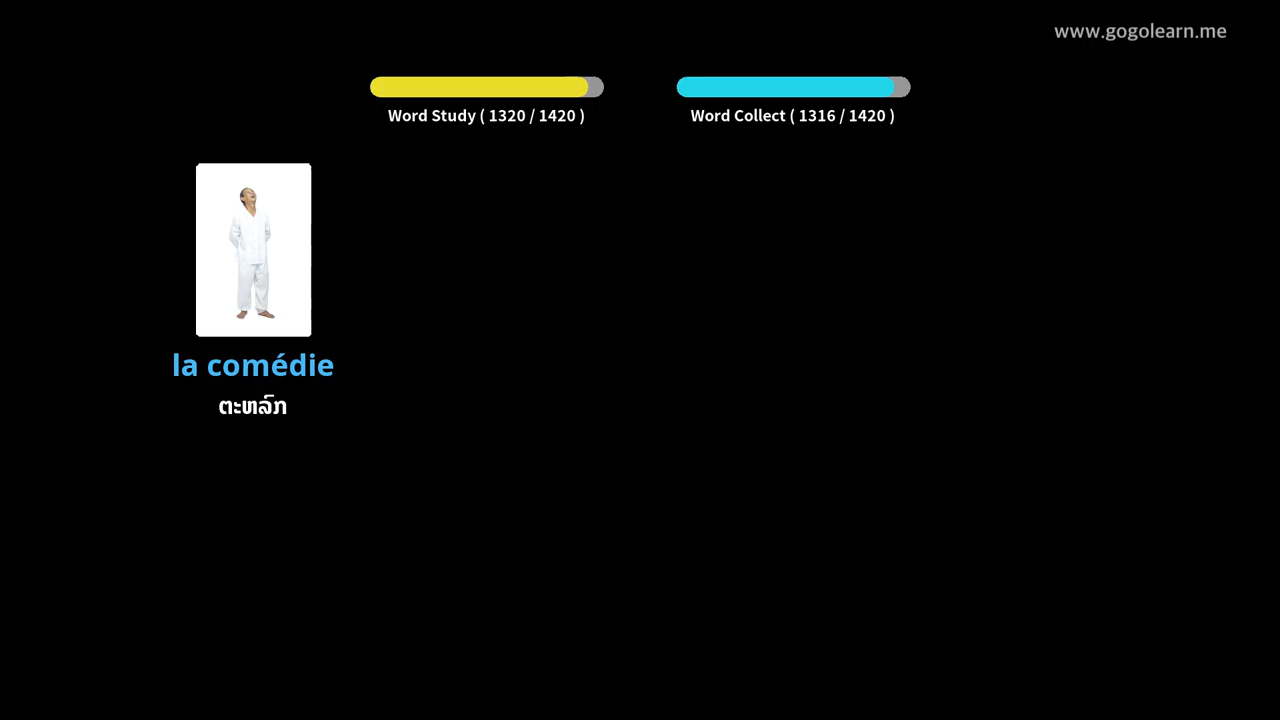 www.gogolearn.me
Word Study ( 1320 / 1420 )
Word Collect ( 1316 / 1420 )
la comédie
ຕະຫລົກ